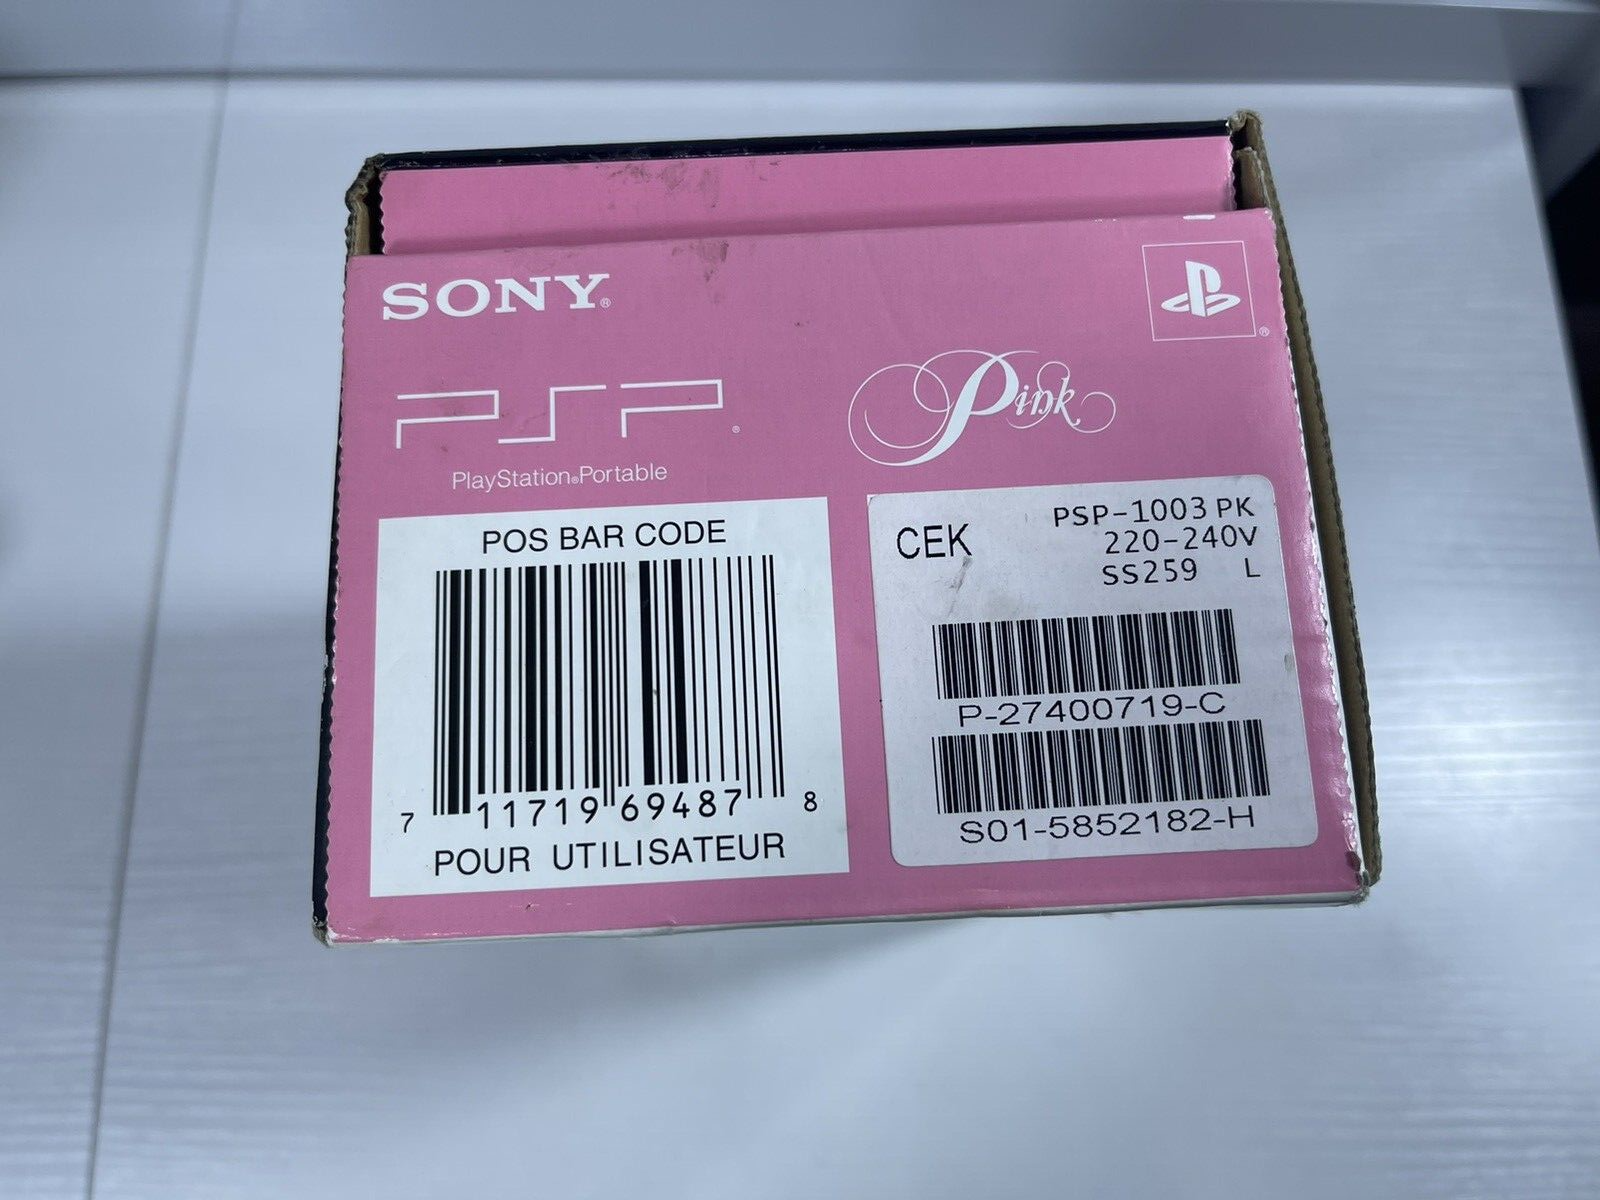 SONY®
PSP®
PlayStation®Portable
Pink
®
POS BAR CODE
7 11719 69487 8
POUR UTILISATEUR
CEK
PSP-1003 PK
220-240V
SS259 L
P-27400719-C
S01-5852182-H